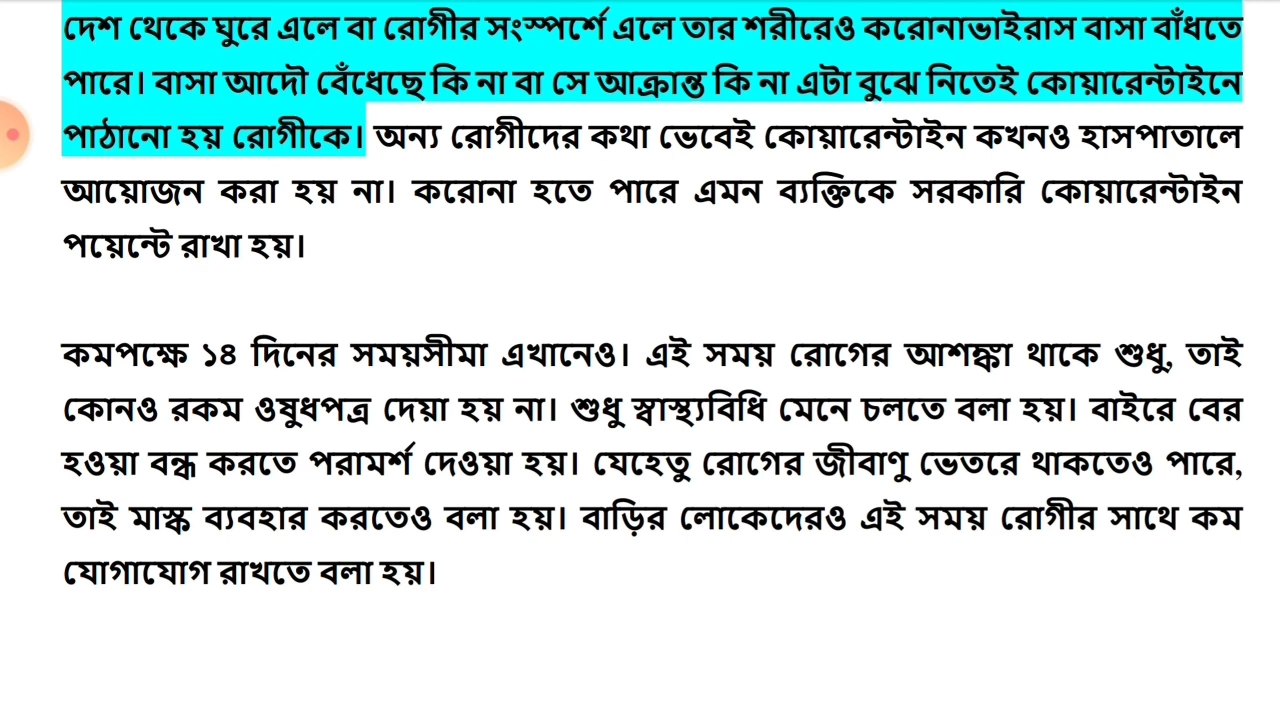 দেশ থেকে ঘুরে এলে বা রোগীর সংস্পর্শে এলে তার শরীরেও করোনাভাইরাস বাসা বাঁধতে
পারে। বাসা আদৌ বেঁধেছে কি না বা সে আক্রান্ত কি না এটা বুঝে নিতেই কোয়ারেন্টাইনে
পাঠানো হয় রোগীকে। অন্য রোগীদের কথা ভেবেই কোয়ারেন্টাইন কখনও হাসপাতালে
আয়োজন করা হয় না। করোনা হতে পারে এমন ব্যক্তিকে সরকারি কোয়ারেন্টাইন
পয়েন্টে রাখা হয়।
কমপক্ষে ১৪ দিনের সময়সীমা এখানেও। এই সময় রোগের আশঙ্কা থাকে শুধু, তাই
কোনও রকম ওষুধপত্র দেয়া হয় না। শুধু স্বাস্থ্যবিধি মেনে চলতে বলা হয়। বাইরে বের
হওয়া বন্ধ করতে পরামর্শ দেওয়া হয়। যেহেতু রোগের জীবাণু ভেতরে থাকতেও পারে,
তাই মাস্ক ব্যবহার করতেও বলা হয়। বাড়ির লোকেদেরও এই সময় রোগীর সাথে কম
যোগাযোগ রাখতে বলা হয়।